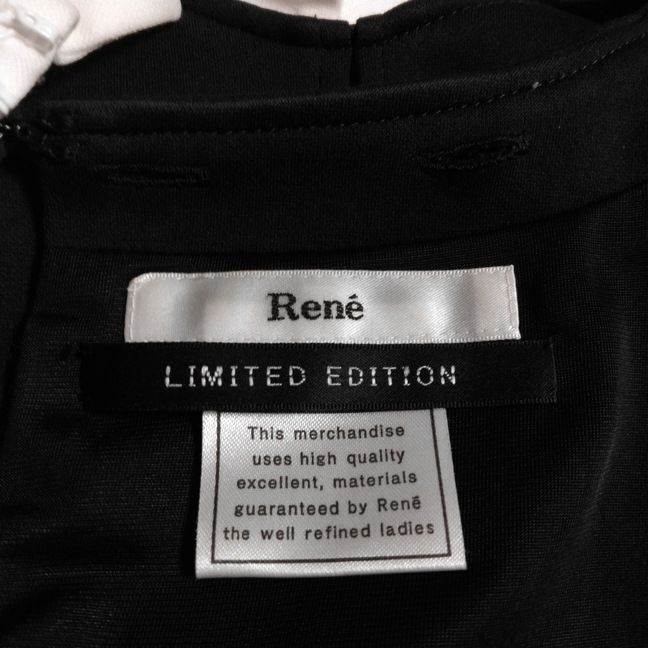 René
LIMITED EDITION
This merchandise
uses high quality
excellent, materials
guaranteed by René
the well refined ladies